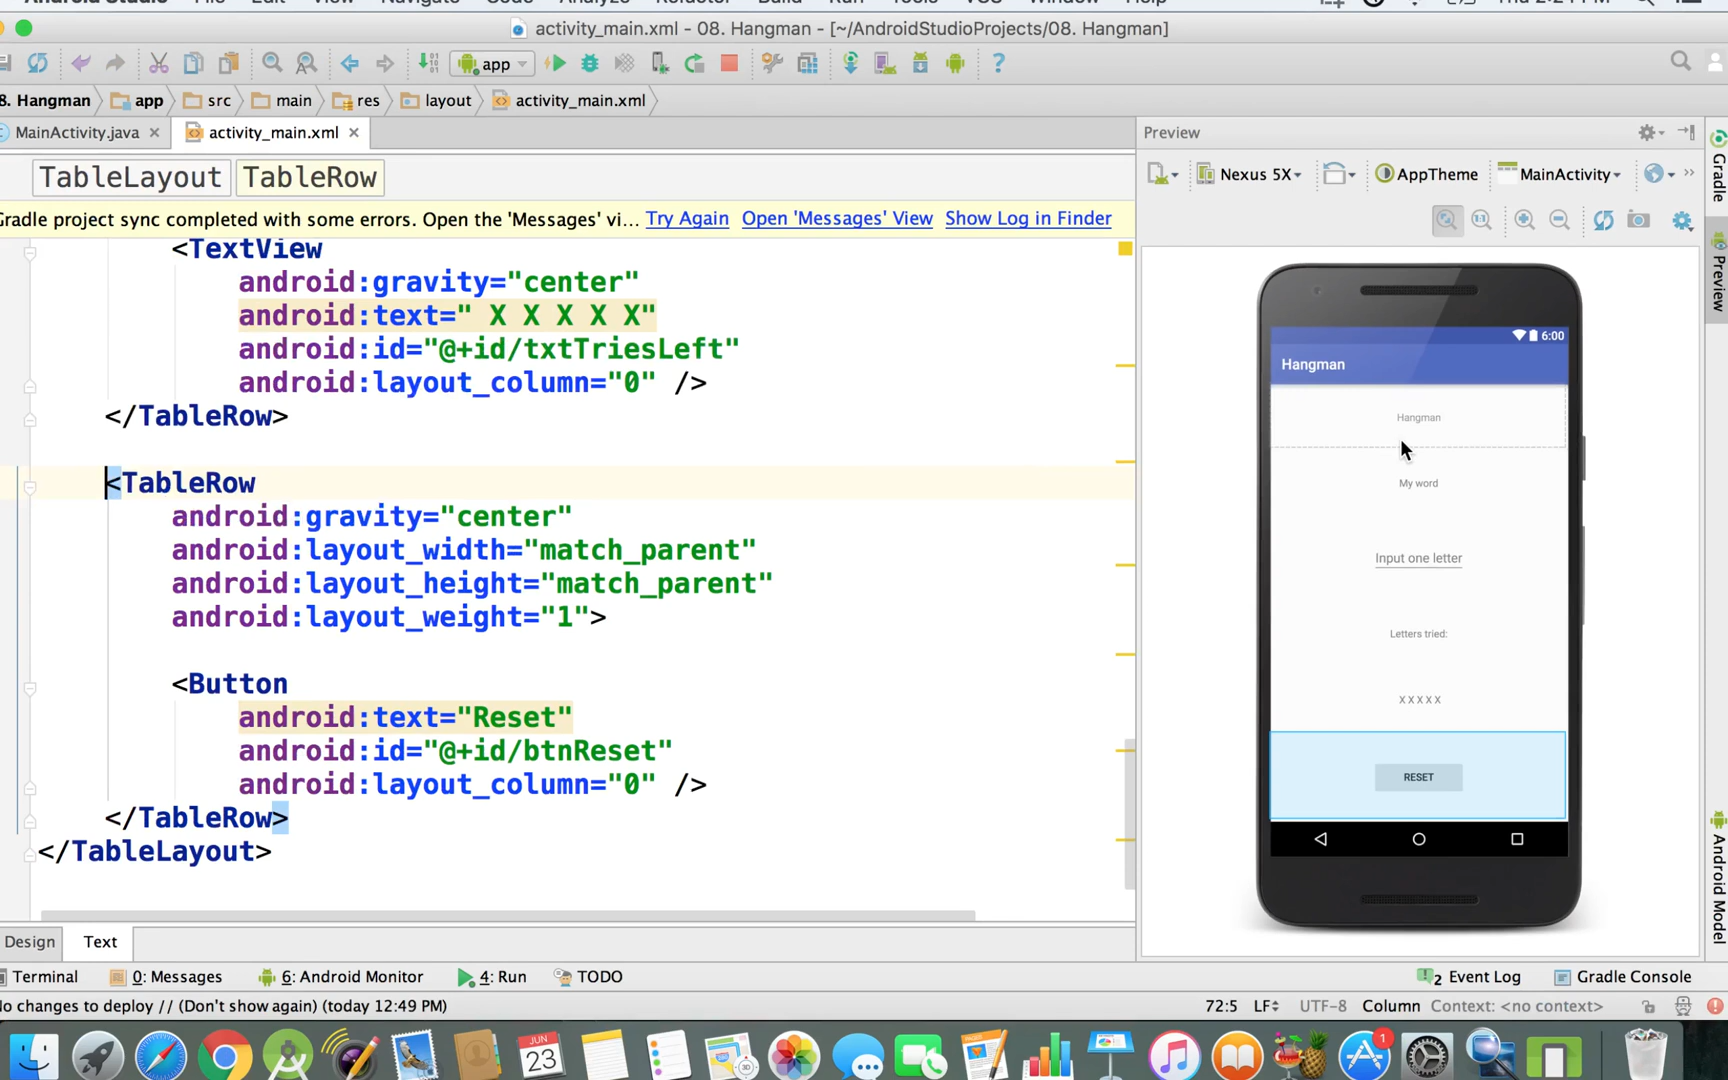 activity_main.xml - 08. Hangman - [~/AndroidStudioProjects/08. Hangman]
app
8. Hangman app src main res layout activity_main.xml
MainActivity.java activity_main.xml
Preview
TableLayout TableRow
Nexus 5X AppTheme MainActivity
Gradle project sync completed with some errors. Open the 'Messages' vi... Try Again Open 'Messages' View Show Log in Finder
<TextView
android:gravity="center"
android:text=" X X X X X"
android:id="@+id/txtTriesLeft"
android:layout_column="0" />
</TableRow>
<TableRow
android:gravity="center"
android:layout_width="match_parent"
android:layout_height="match_parent"
android:layout_weight="1">
<Button
android:text="Reset"
android:id="@+id/btnReset"
android:layout_column="0" />
</TableRow>
</TableLayout>
6:00
Hangman
Hangman
My word
Input one letter
Letters tried:
X X X X X
RESET
Gradle
Preview
Android Model
Design Text
Terminal 0: Messages 6: Android Monitor 4: Run TODO
2 Event Log Gradle Console
No changes to deploy // (Don't show again) (today 12:49 PM)
72:5 LF UTF-8 Column Context: <no context>
JUN
23
3D
1